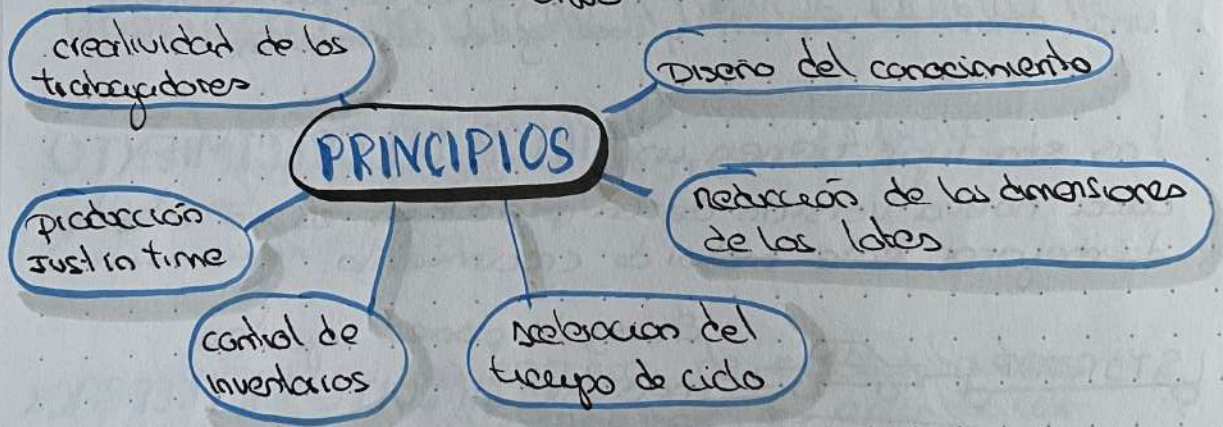 creatividad de los
trabajadores
Diseño del conocimiento
PRINCIPIOS
reducción de las dimensiones
de los lotes
producción
Just in time
control de
inventarios
aceleración del
tiempo de ciclo